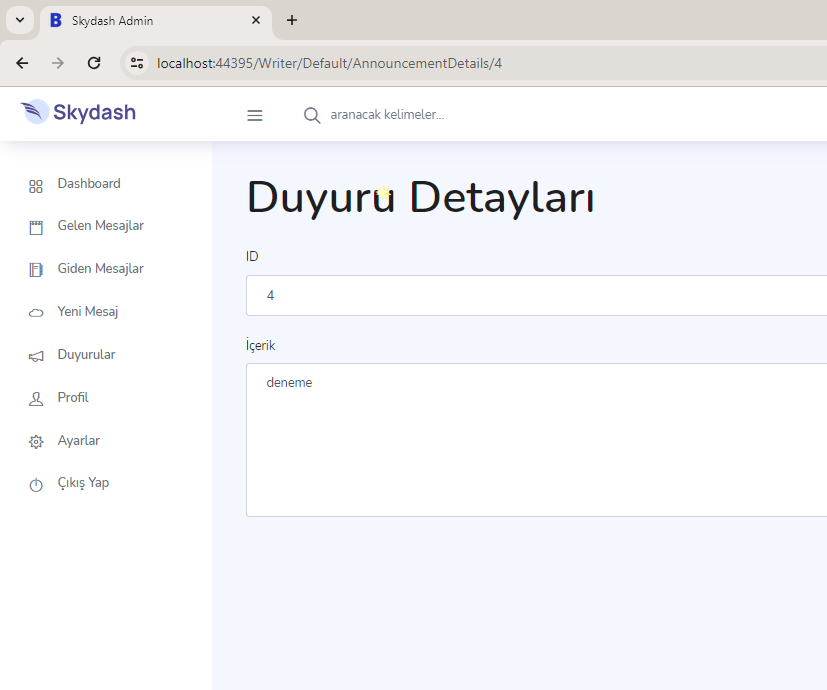 Skydash Admin
localhost:44395/Writer/Default/AnnouncementDetails/4
Skydash
aranacak kelimeler...
Dashboard
Gelen Mesajlar
Giden Mesajlar
Yeni Mesaj
Duyurular
Profil
Ayarlar
Çıkış Yap
Duyuru Detayları
ID
4
İçerik
deneme